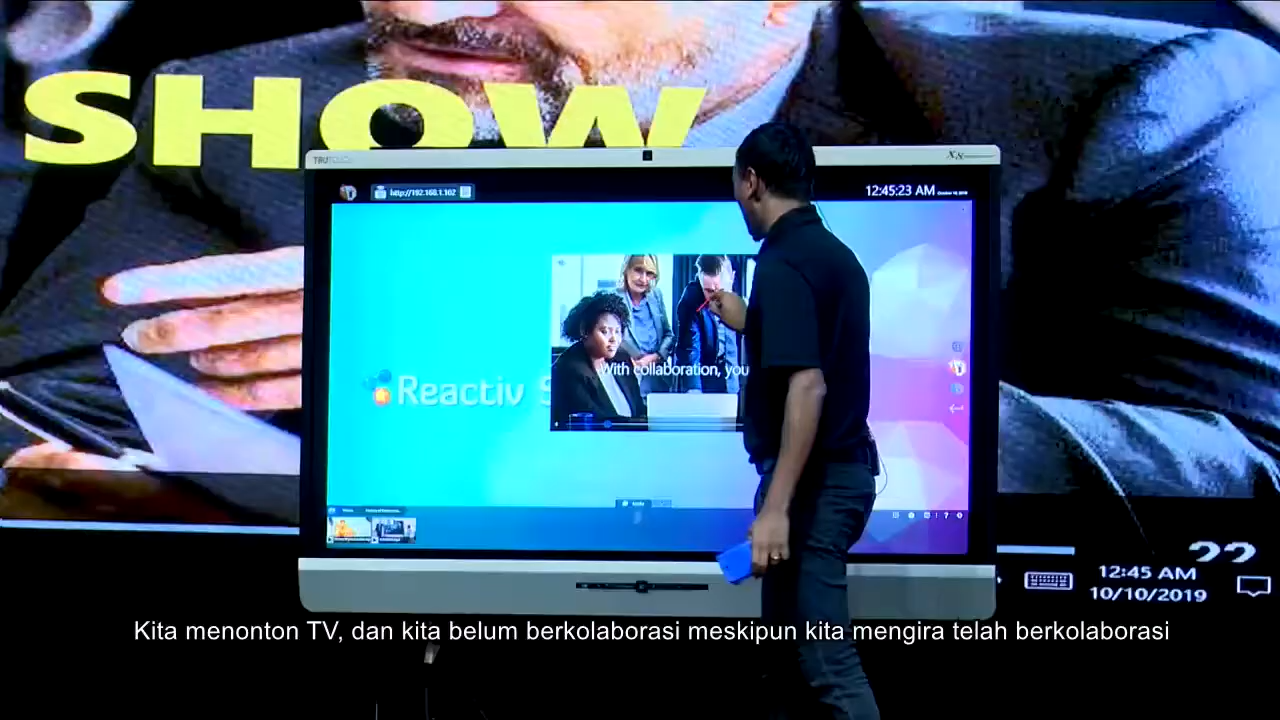 SHOW
http://192.168.1.102
12:45:23 AM
With collaboration, you
Reactiv
22
12:45 AM
10/10/2019
Kita menonton TV, dan kita belum berkolaborasi meskipun kita mengira telah berkolaborasi